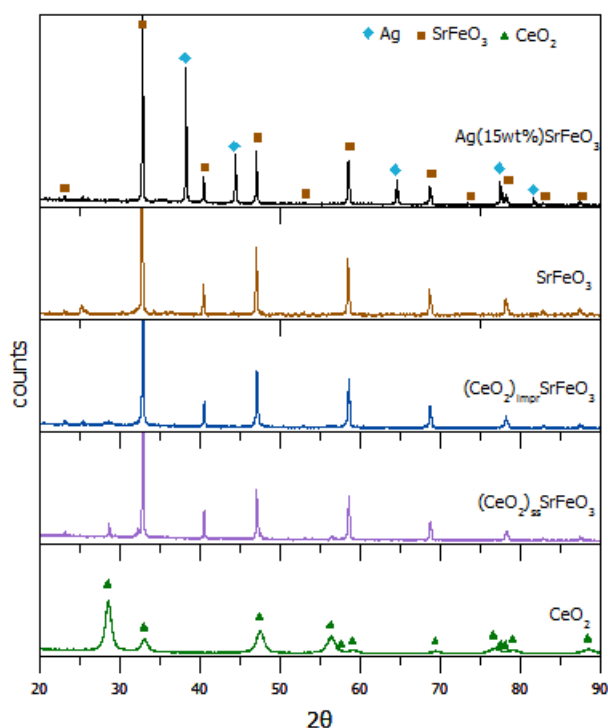 Ag SrFeO₃ CeO₂
Ag(15wt%)SrFeO₃
SrFeO₃
(CeO₂)ᵢₘₚᵣSrFeO₃
(CeO₂)ₛₛSrFeO₃
CeO₂
counts
20 30 40 50 60 70 80 90
2θ